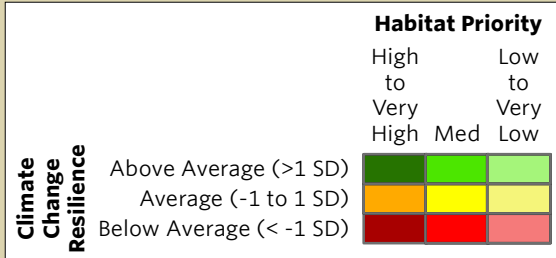 Habitat Priority
High
to
Very
High
Med
Low
to
Very
Low
Climate
Change
Resilience
Above Average (>1 SD)
Average (-1 to 1 SD)
Below Average (< -1 SD)